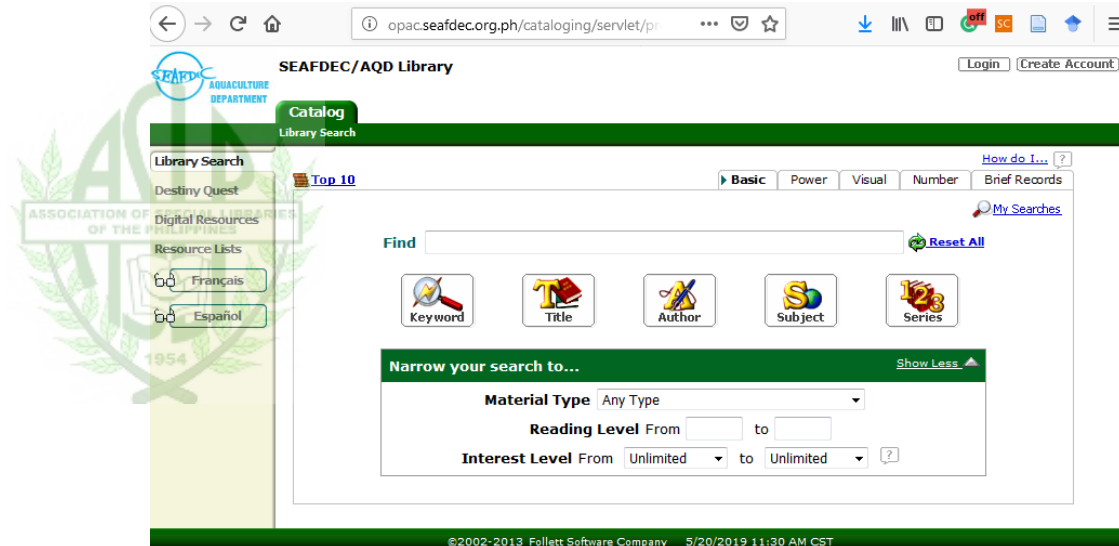 opac.seafdec.org.ph/cataloging/servlet/pr
off
SC
SEAFDEC
AQUACULTURE
DEPARTMENT
SEAFDEC/AQD Library
Login
Create Account
Catalog
Library Search
Library Search
Destiny Quest
Digital Resources
Resource Lists
Français
Español
ASLP
ASSOCIATION OF SPECIAL LIBRARIES
OF THE PHILIPPINES
1954
How do I... ?
Top 10
Basic Power Visual Number Brief Records
My Searches
Find
Reset All
Keyword Title Author Subject Series
Narrow your search to...
Show Less
Material Type Any Type
Reading Level From to
Interest Level From Unlimited to Unlimited ?
©2002-2013 Follett Software Company 5/20/2019 11:30 AM CST